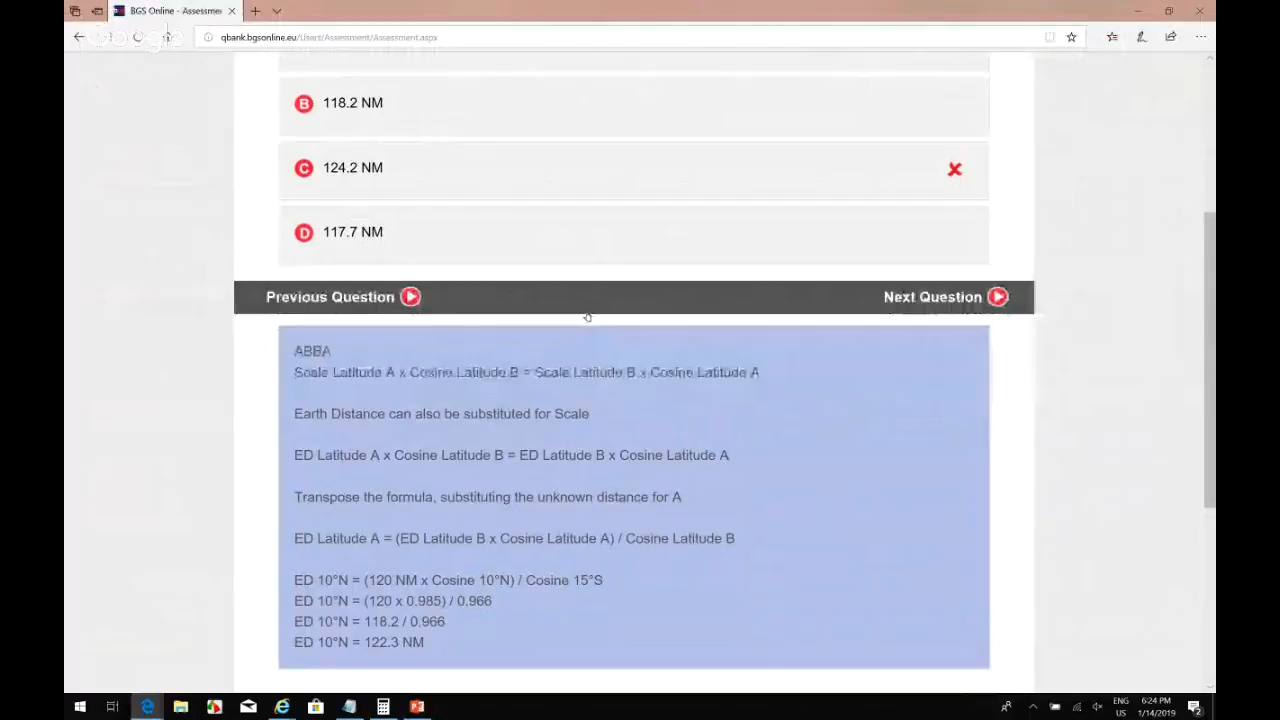 BGS Online - Assessmen
qbank.bgsonline.eu/Users/Assessment/Assessment.aspx
B 118.2 NM
C 124.2 NM
D 117.7 NM
Previous Question
Next Question
ABBA
Scale Latitude A x Cosine Latitude B = Scale Latitude B x Cosine Latitude A
Earth Distance can also be substituted for Scale
ED Latitude A x Cosine Latitude B = ED Latitude B x Cosine Latitude A
Transpose the formula, substituting the unknown distance for A
ED Latitude A = (ED Latitude B x Cosine Latitude A) / Cosine Latitude B
ED 10°N = (120 NM x Cosine 10°N) / Cosine 15°S
ED 10°N = (120 x 0.985) / 0.966
ED 10°N = 118.2 / 0.966
ED 10°N = 122.3 NM
ENG
US
6:24 PM
1/14/2019
2